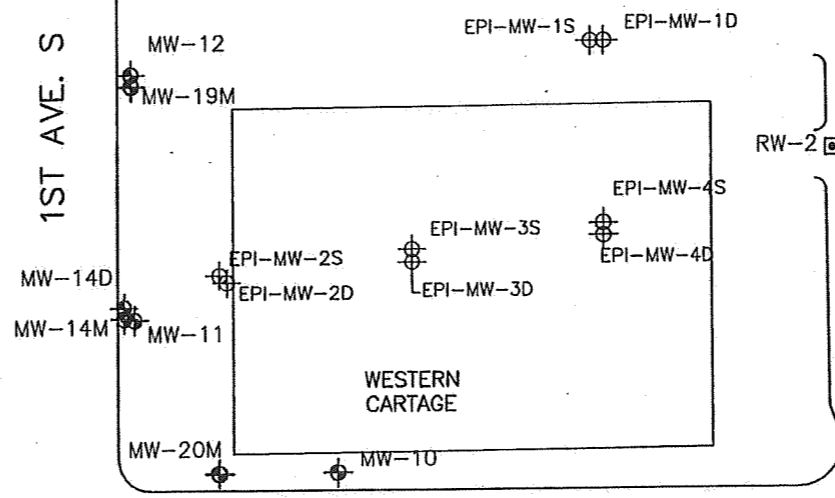 1ST AVE. S
MW-12
MW-19M
EPI-MW-1S
EPI-MW-1D
RW-2
EPI-MW-4S
EPI-MW-4D
EPI-MW-3S
EPI-MW-3D
EPI-MW-2S
EPI-MW-2D
MW-14D
MW-14M
MW-11
WESTERN
CARTAGE
MW-20M
MW-10